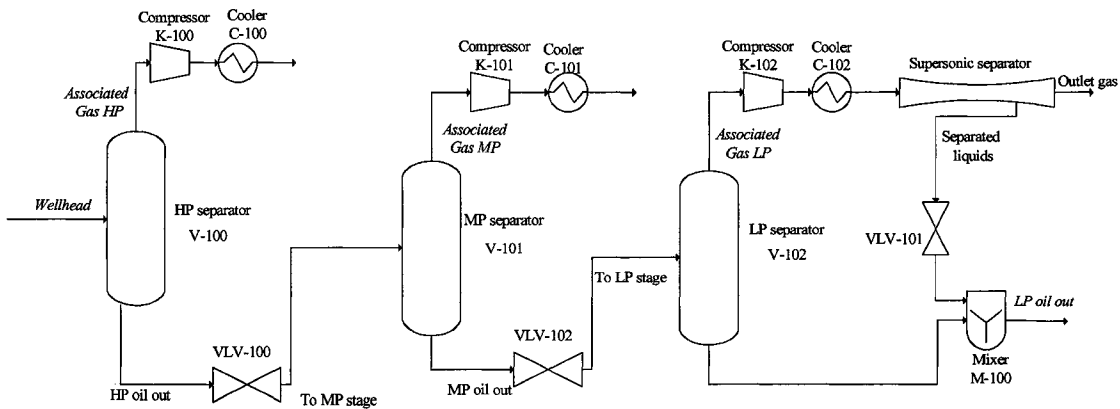 Compressor
K-100
Cooler
C-100
Associated
Gas HP
Wellhead
HP separator
V-100
VLV-100
HP oil out
To MP stage
Compressor
K-101
Cooler
C-101
Associated
Gas MP
MP separator
V-101
VLV-102
MP oil out
To LP stage
Compressor
K-102
Cooler
C-102
Associated
Gas LP
LP separator
V-102
Supersonic separator
Outlet gas
Separated
liquids
VLV-101
LP oil out
Mixer
M-100